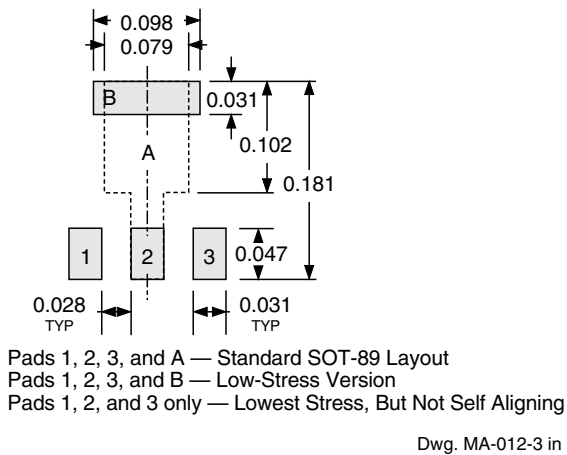 0.098
0.079
B
0.031
A
0.102
0.181
1
2
3
0.047
0.028
TYP
0.031
TYP
Pads 1, 2, 3, and A — Standard SOT-89 Layout
Pads 1, 2, 3, and B — Low-Stress Version
Pads 1, 2, and 3 only — Lowest Stress, But Not Self Aligning
Dwg. MA-012-3 in